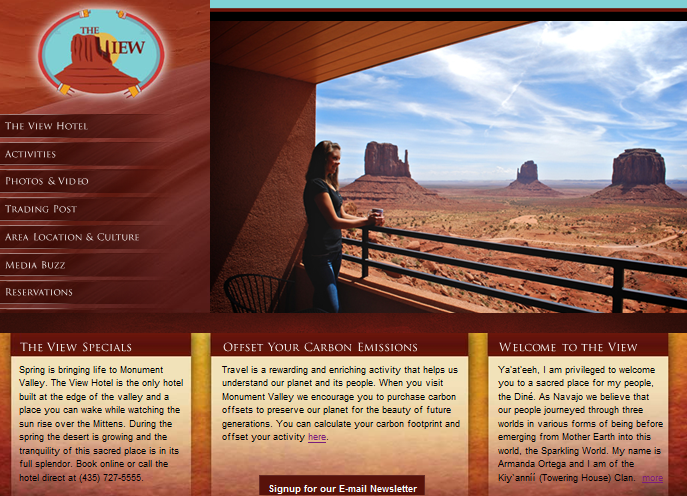 THE
VIEW
THE VIEW HOTEL
ACTIVITIES
PHOTOS & VIDEO
TRADING POST
AREA LOCATION & CULTURE
MEDIA BUZZ
RESERVATIONS
THE VIEW SPECIALS
Spring is bringing life to Monument
Valley. The View Hotel is the only hotel
built at the edge of the valley and a
place you can wake while watching the
sun rise over the Mittens. During the
spring the desert is growing and the
tranquility of this sacred place is in its
full splendor. Book online or call the
hotel direct at (435) 727-5555.
OFFSET YOUR CARBON EMISSIONS
Travel is a rewarding and enriching activity that helps us
understand our planet and its people. When you visit
Monument Valley we encourage you to purchase carbon
offsets to preserve our planet for the beauty of future
generations. You can calculate your carbon footprint and
offset your activity here.
Signup for our E-mail Newsletter
WELCOME TO THE VIEW
Ya'at'eeh, I am privileged to welcome
you to a sacred place for my people,
the Diné. As Navajo we believe that
our people journeyed through three
worlds in various forms of being before
emerging from Mother Earth into this
world, the Sparkling World. My name is
Armanda Ortega and I am of the
Kiy`anníí (Towering House) Clan. more